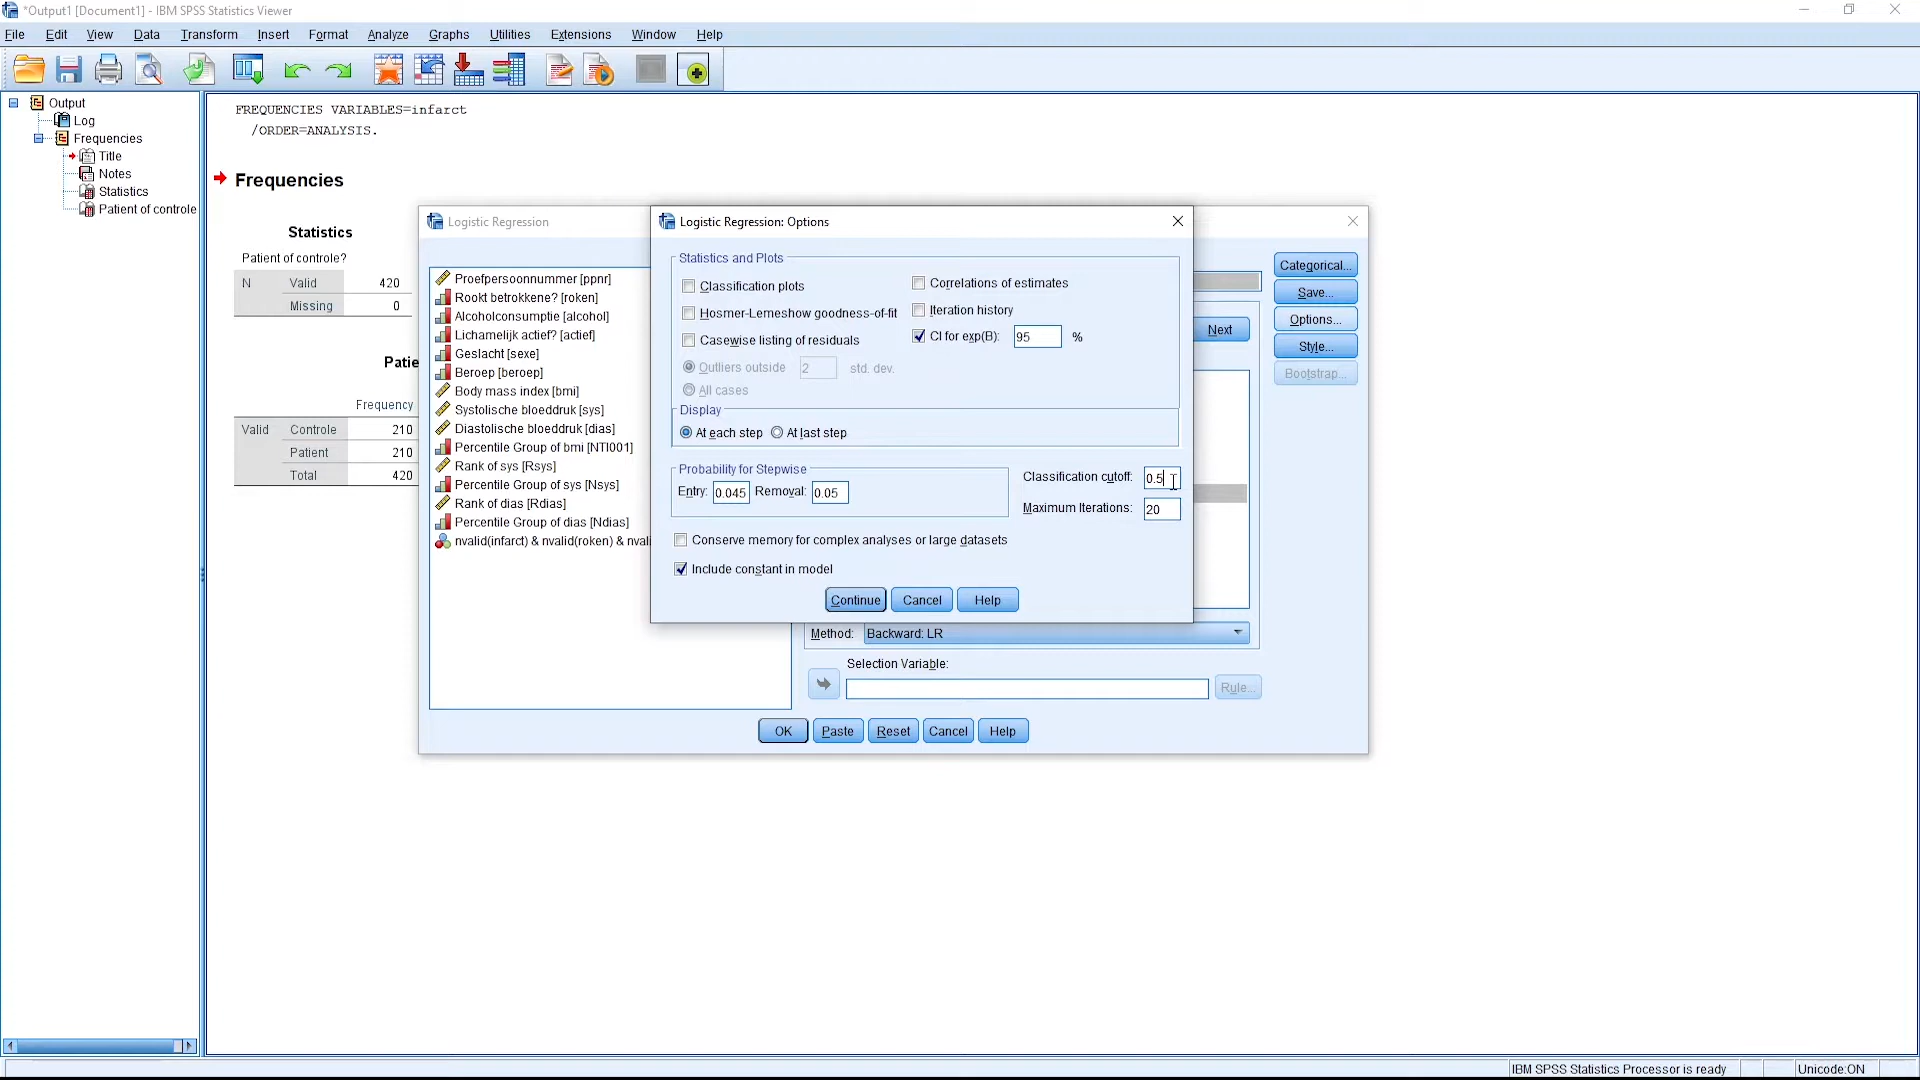 *Output1 [Document1] - IBM SPSS Statistics Viewer
File Edit View Data Transform Insert Format Analyze Graphs Utilities Extensions Window Help
Output
Log
Frequencies
Title
Notes
Statistics
Patient of controle
FREQUENCIES VARIABLES=infarct
/ORDER=ANALYSIS.
Frequencies
Statistics
Patient of controle?
N Valid 420
Missing 0
Patie
Frequency
Valid Controle 210
Patient 210
Total 420
Logistic Regression
Proefpersoonnummer [ppnr]
Rookt betrokkene? [roken]
Alcoholconsumptie [alcohol]
Lichamelijk actief? [actief]
Geslacht [sexe]
Beroep [beroep]
Body mass index [bmi]
Systolische bloeddruk [sys]
Diastolische bloeddruk [dias]
Percentile Group of bmi [NTI001]
Rank of sys [Rsys]
Percentile Group of sys [Nsys]
Rank of dias [Rdias]
Percentile Group of dias [Ndias]
nvalid(infarct) & nvalid(roken) & nvali
Logistic Regression: Options
Statistics and Plots
Classification plots
Correlations of estimates
Hosmer-Lemeshow goodness-of-fit
Iteration history
Casewise listing of residuals
CI for exp(B): 95 %
Outliers outside 2 std. dev.
All cases
Display
At each step At last step
Probability for Stepwise
Entry: 0.045 Removal: 0.05
Classification cutoff: 0.5
Maximum Iterations: 20
Conserve memory for complex analyses or large datasets
Include constant in model
Continue Cancel Help
Next
Categorical...
Save...
Options...
Style...
Bootstrap...
Method: Backward: LR
Selection Variable:
Rule...
OK Paste Reset Cancel Help
IBM SPSS Statistics Processor is ready Unicode:ON